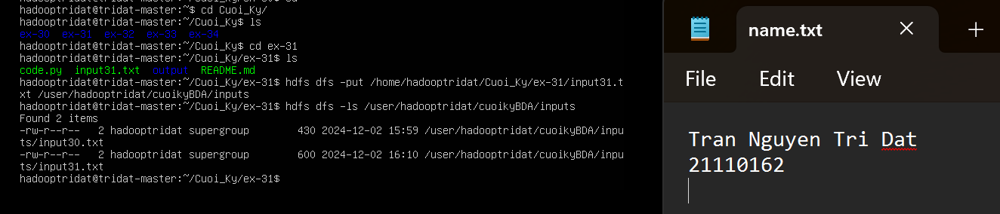 hadooptridat@tridat-master:~$ cd Cuoi_Ky/
hadooptridat@tridat-master:~/Cuoi_Ky$ ls
ex-30  ex-31  ex-32  ex-33  ex-34
hadooptridat@tridat-master:~/Cuoi_Ky$ cd ex-31
hadooptridat@tridat-master:~/Cuoi_Ky/ex-31$ ls
code.py  input31.txt  output  README.md
hadooptridat@tridat-master:~/Cuoi_Ky/ex-31$ hdfs dfs -put /home/hadooptridat/Cuoi_Ky/ex-31/input31.t
xt /user/hadooptridat/cuoikyBDA/inputs
hadooptridat@tridat-master:~/Cuoi_Ky/ex-31$ hdfs dfs -ls /user/hadooptridat/cuoikyBDA/inputs
Found 2 items
-rw-r--r--   2 hadooptridat supergroup        430 2024-12-02 15:59 /user/hadooptridat/cuoikyBDA/inpu
ts/input30.txt
-rw-r--r--   2 hadooptridat supergroup        600 2024-12-02 16:10 /user/hadooptridat/cuoikyBDA/inpu
ts/input31.txt
hadooptridat@tridat-master:~/Cuoi_Ky/ex-31$
name.txt
File Edit View
Tran Nguyen Tri Dat
21110162